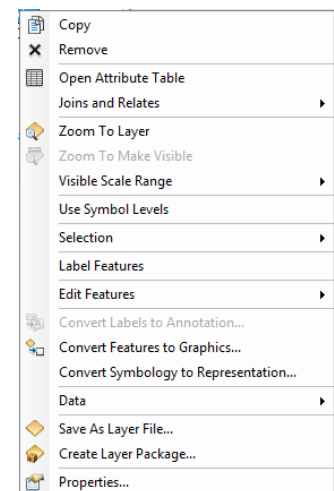 Copy
Remove
Open Attribute Table
Joins and Relates
Zoom To Layer
Zoom To Make Visible
Visible Scale Range
Use Symbol Levels
Selection
Label Features
Edit Features
Convert Labels to Annotation...
Convert Features to Graphics...
Convert Symbology to Representation...
Data
Save As Layer File...
Create Layer Package...
Properties...